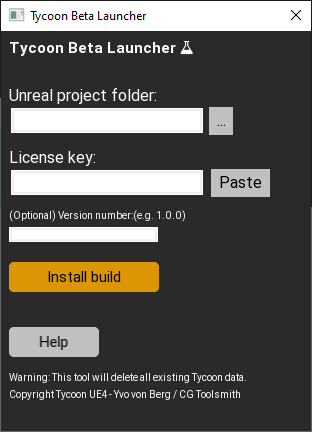 Tycoon Beta Launcher
Tycoon Beta Launcher
Unreal project folder:
...
License key:
Paste
(Optional) Version number:(e.g. 1.0.0)
Install build
Help
Warning: This tool will delete all existing Tycoon data.
Copyright Tycoon UE4 - Yvo von Berg / CG Toolsmith